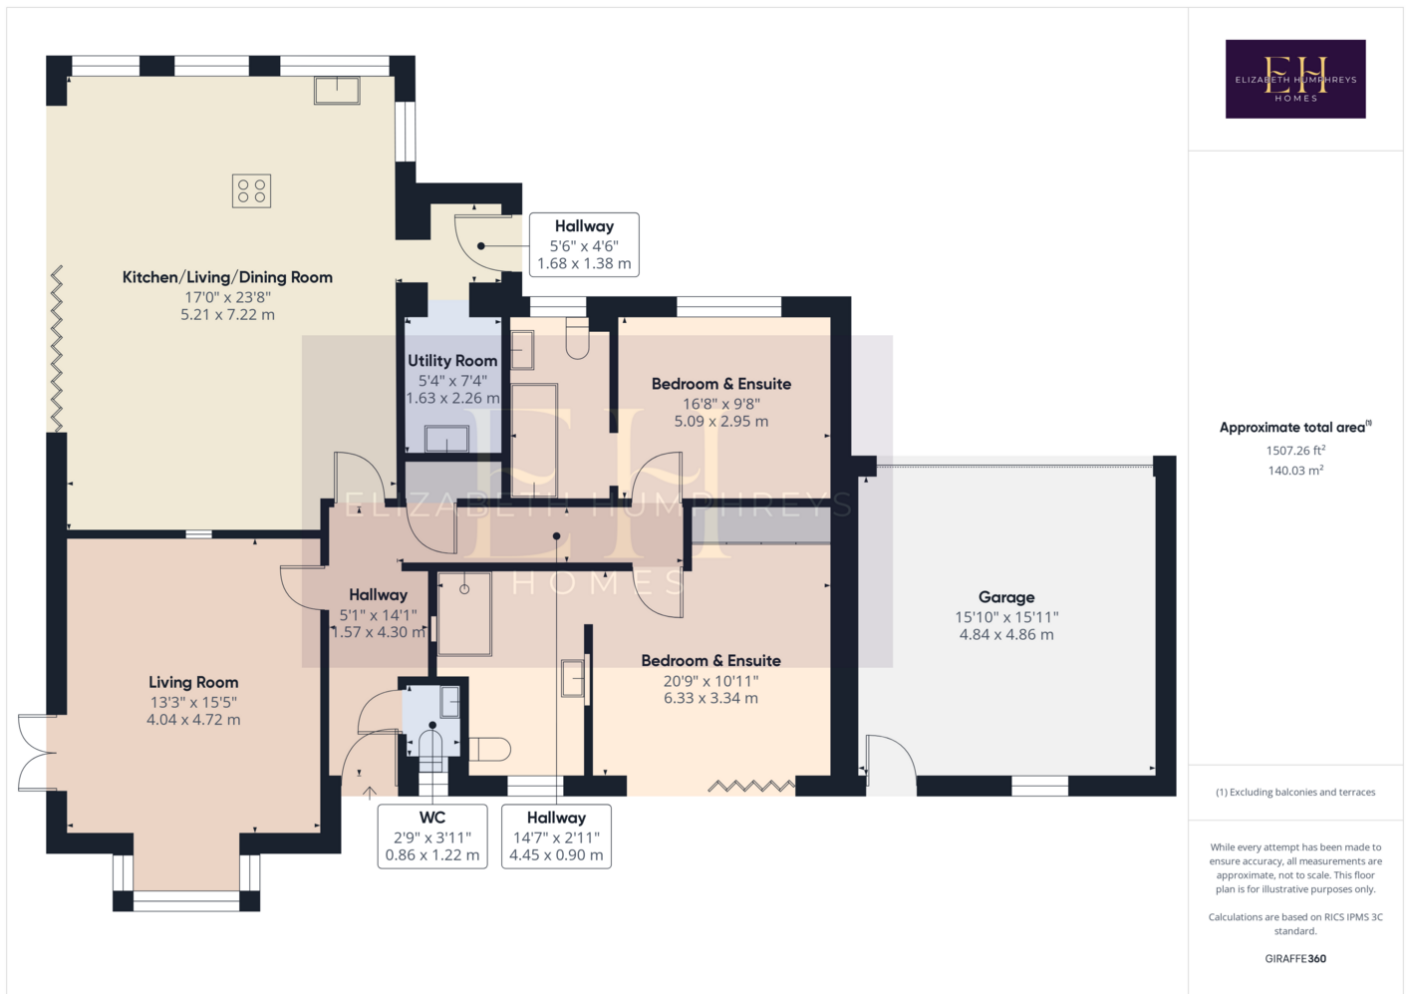 Kitchen/Living/Dining Room
17'0" x 23'8"
5.21 x 7.22 m
Hallway
5'6" x 4'6"
1.68 x 1.38 m
Utility Room
5'4" x 7'4"
1.63 x 2.26 m
Bedroom & Ensuite
16'8" x 9'8"
5.09 x 2.95 m
EH
ELIZABETH HUMPHREYS
HOMES
Hallway
5'1" x 14'1"
1.57 x 4.30 m
Garage
15'10" x 15'11"
4.84 x 4.86 m
Living Room
13'3" x 15'5"
4.04 x 4.72 m
Bedroom & Ensuite
20'9" x 10'11"
6.33 x 3.34 m
WC
2'9" x 3'11"
0.86 x 1.22 m
Hallway
14'7" x 2'11"
4.45 x 0.90 m
EH
ELIZABETH HUMPHREYS
HOMES
Approximate total area(1)
1507.26 ft²
140.03 m²
(1) Excluding balconies and terraces
While every attempt has been made to
ensure accuracy, all measurements are
approximate, not to scale. This floor
plan is for illustrative purposes only.
Calculations are based on RICS IPMS 3C
standard.
GIRAFFE360